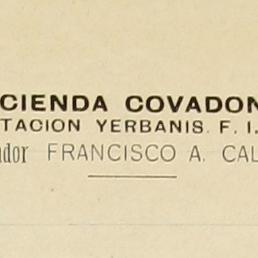 CIENDA COVADON
TACION YERBANIS. F. I.
ador FRANCISCO A. CAL